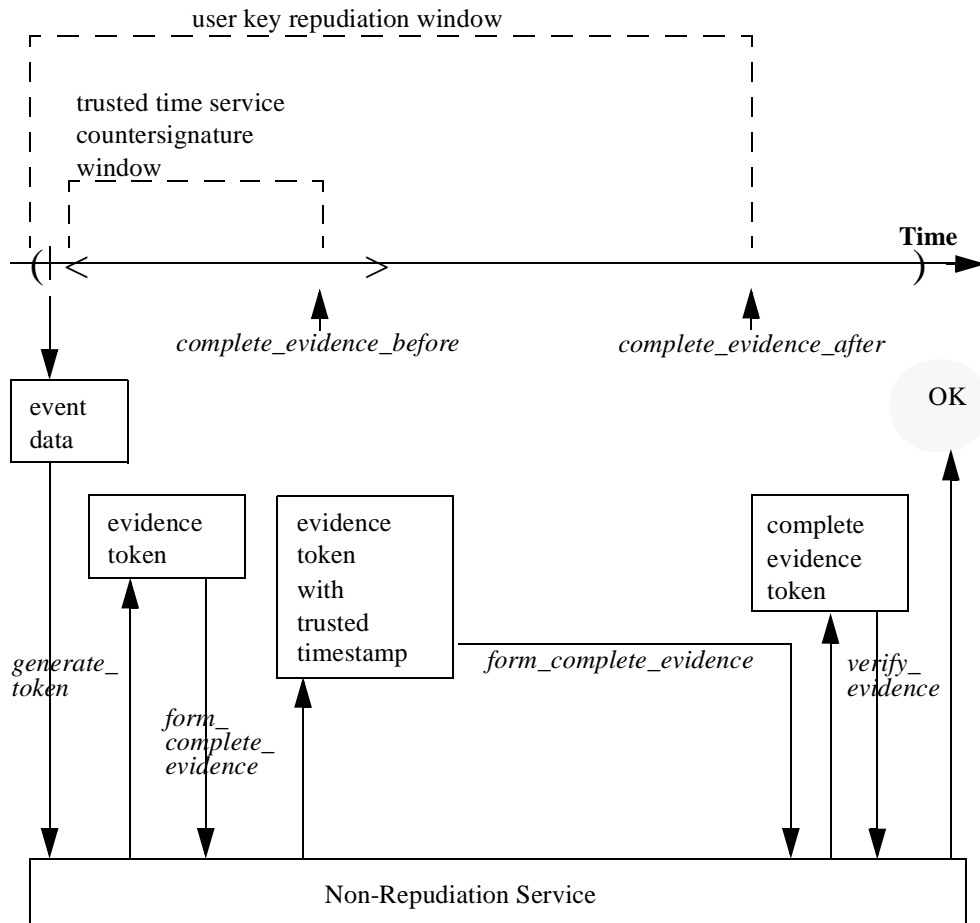 user key repudiation window
trusted time service
countersignature
window
Time
(
<
>
)
complete_evidence_before
complete_evidence_after
event
data
OK
evidence
token
evidence
token
with
trusted
timestamp
complete
evidence
token
generate_
token
form_
complete_
evidence
form_complete_evidence
verify_
evidence
Non-Repudiation Service